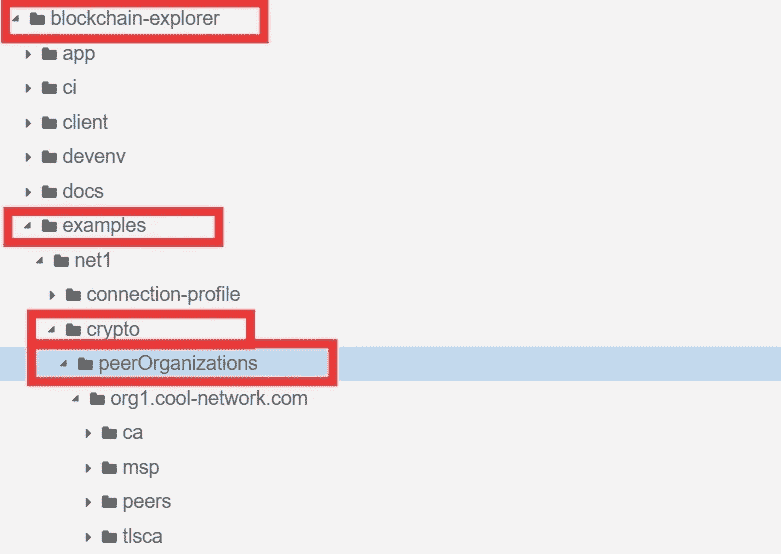 blockchain-explorer
app
ci
client
devenv
docs
examples
net1
connection-profile
crypto
peerOrganizations
org1.cool-network.com
ca
msp
peers
tlsca